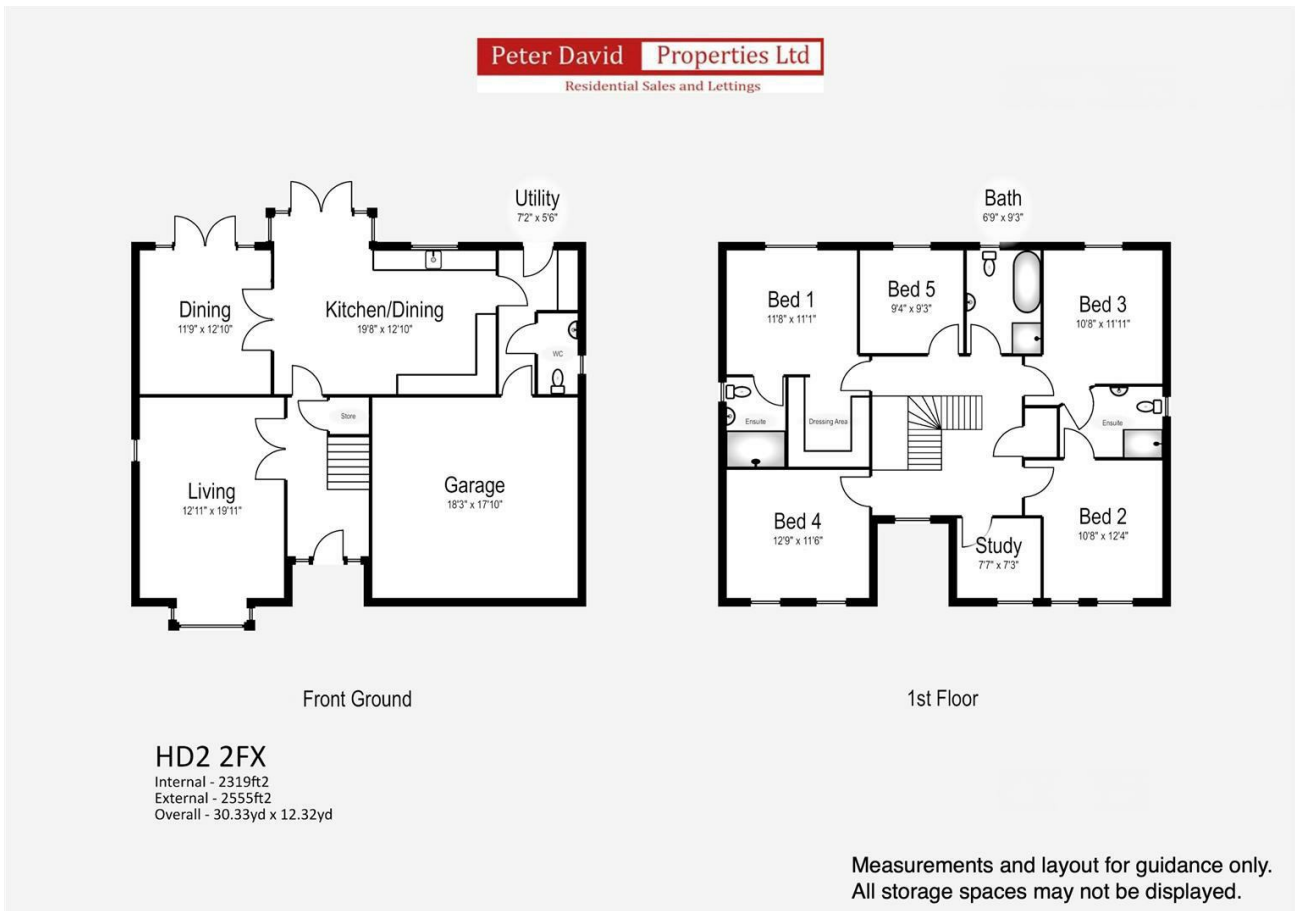 Peter David Properties Ltd
Residential Sales and Lettings
Utility
7'2" x 5'6"
Dining
11'9" x 12'10"
Kitchen/Dining
19'8" x 12'10"
WC
Store
Living
12'11" x 19'11"
Garage
18'3" x 17'10"
Front Ground
Bath
6'9" x 9'3"
Bed 1
11'8" x 11'1"
Bed 5
9'4" x 9'3"
Bed 3
10'8" x 11'11"
Ensuite
Dressing Area
Ensuite
Bed 4
12'9" x 11'6"
Study
7'7" x 7'3"
Bed 2
10'8" x 12'4"
1st Floor
HD2 2FX
Internal - 2319ft2
External - 2555ft2
Overall - 30.33yd x 12.32yd
Measurements and layout for guidance only.
All storage spaces may not be displayed.